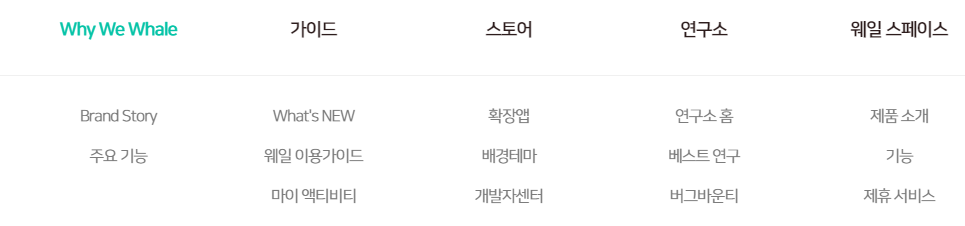 Why We Whale 가이드 스토어 연구소 웨일 스페이스
Brand Story What's NEW 확장앱 연구소 홈 제품 소개
주요 기능 웨일 이용가이드 배경테마 베스트 연구 기능
마이 액티비티 개발자센터 버그바운티 제휴 서비스